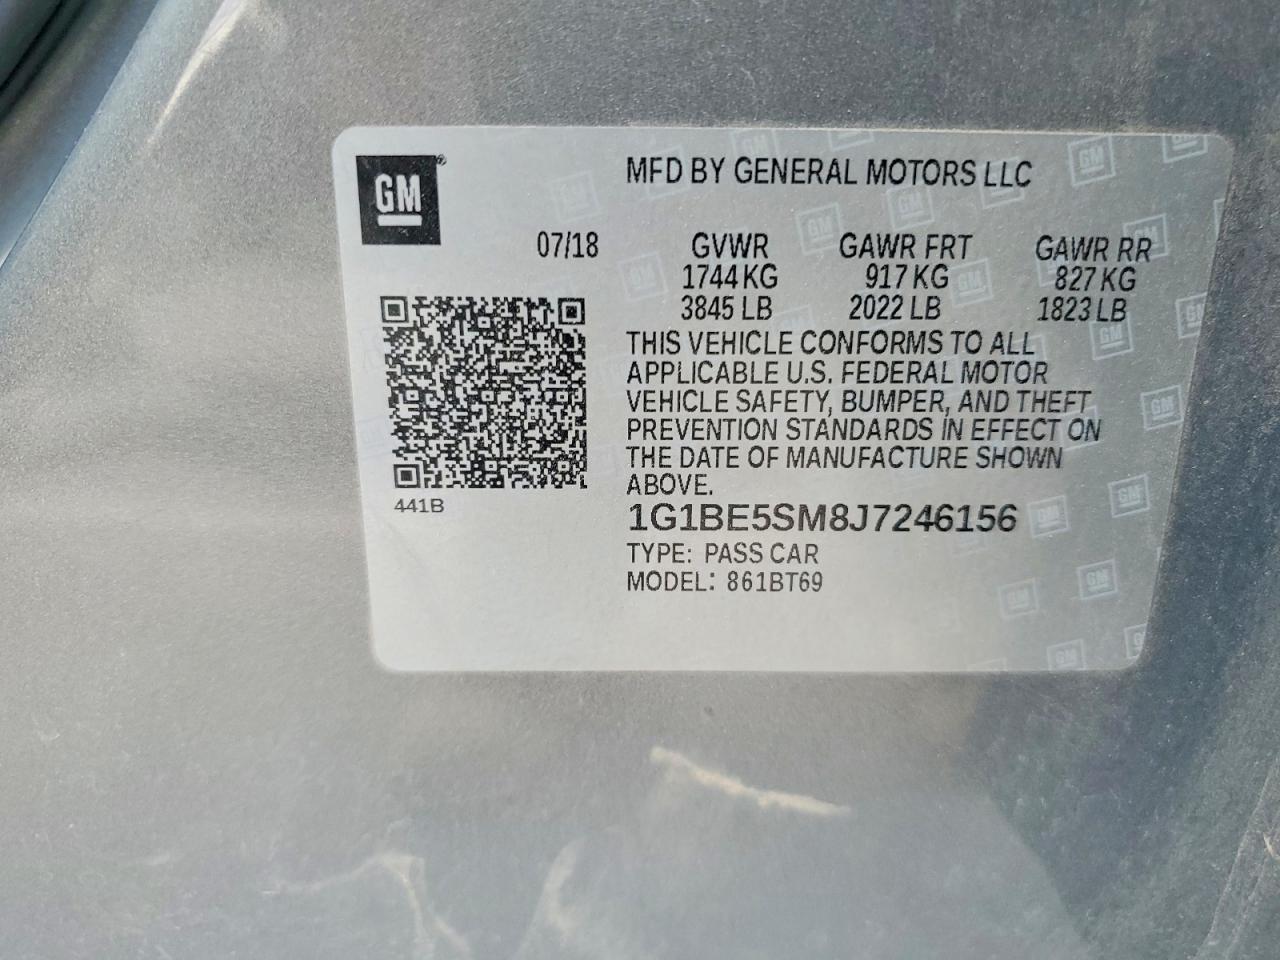 GM
MFD BY GENERAL MOTORS LLC
07/18 GVWR GAWR FRT GAWR RR
1744 KG 917 KG 827 KG
3845 LB 2022 LB 1823 LB
THIS VEHICLE CONFORMS TO ALL
APPLICABLE U.S. FEDERAL MOTOR
VEHICLE SAFETY, BUMPER, AND THEFT
PREVENTION STANDARDS IN EFFECT ON
THE DATE OF MANUFACTURE SHOWN
ABOVE.
441B
1G1BE5SM8J7246156
TYPE: PASS CAR
MODEL: 861BT69